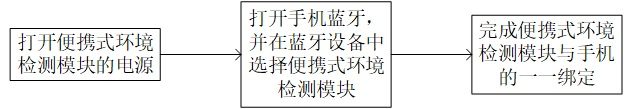 打开便携式环境
检测模块的电源
打开手机蓝牙，
并在蓝牙设备中
选择便携式环境
检测模块
完成便携式环境
检测模块与手机
的一一绑定